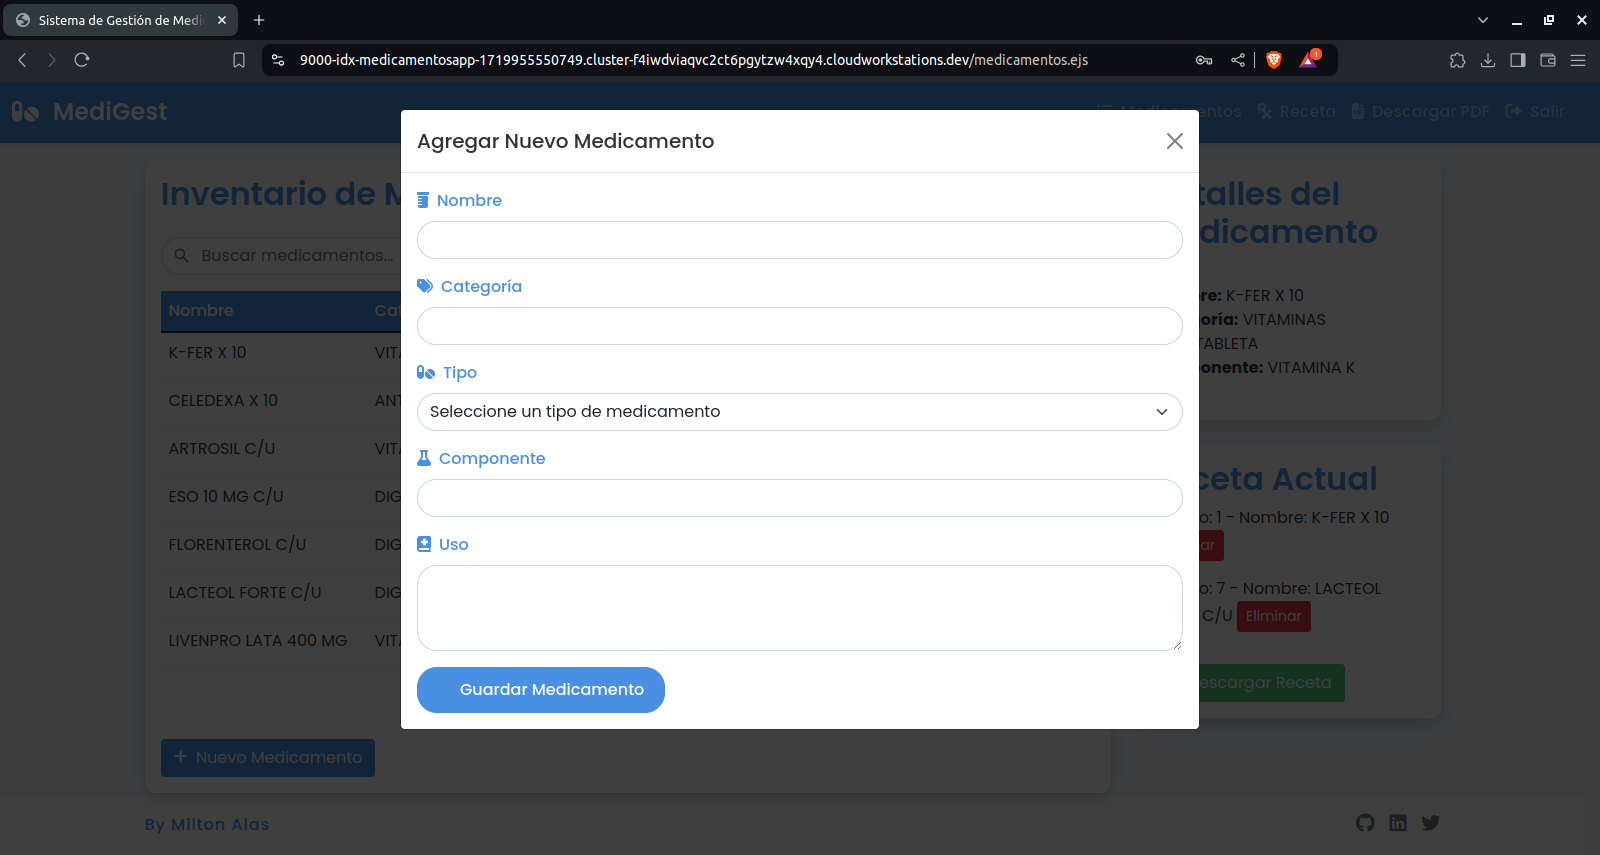 Sistema de Gestión de Medi
9000-idx-medicamentosapp-1719955550749.cluster-f4iwdviaqvc2ct6pgytzw4xqy4.cloudworkstations.dev/medicamentos.ejs
1
MediGest
Medicamentos
Receta
Descargar PDF
Salir
Agregar Nuevo Medicamento
Nombre
Categoría
Tipo
Seleccione un tipo de medicamento
Componente
Uso
Guardar Medicamento
Inventario de M
Buscar medicamentos...
Nombre
Cat
K-FER X 10
VIT
CELEDEXA X 10
ANT
ARTROSIL C/U
VIT
ESO 10 MG C/U
DIG
FLORENTEROL C/U
DIG
LACTEOL FORTE C/U
DIG
LIVENPRO LATA 400 MG
VIT
Nuevo Medicamento
talles del
dicamento
re: K-FER X 10
oría: VITAMINAS
TABLETA
onente: VITAMINA K
ceta Actual
o: 1 - Nombre: K-FER X 10
ar
o: 7 - Nombre: LACTEOL
C/U Eliminar
escargar Receta
By Milton Alas